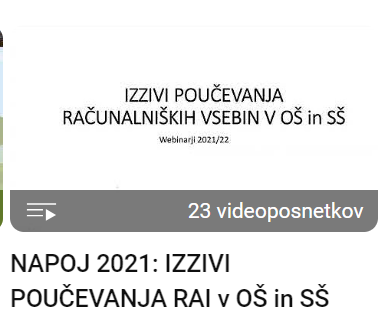 IZZIVI POUČEVANJA
RAČUNALNIŠKIH VSEBIN V OŠ in SŠ
Webinarji 2021/22
23 videoposnetkov
NAPOJ 2021: IZZIVI
POUČEVANJA RAI v OŠ in SŠ